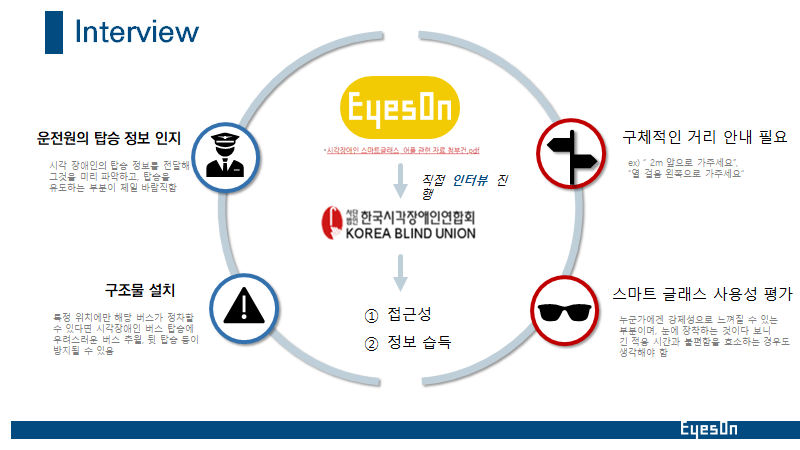 Interview
EyesOn
*시각장애인 스마트글래스_어플 관련 자료 첨부건.pdf
직접 인터뷰 진
행
사단
법인 한국시각장애인연합회
KOREA BLIND UNION
① 접근성
② 정보 습득
운전원의 탑승 정보 인지
시각 장애인의 탑승 정보를 전달해
그것을 미리 파악하고, 탑승을
유도하는 부분이 제일 바람직함
구조물 설치
특정 위치에만 해당 버스가 정차할
수 있다면 시각장애인 버스 탑승에
우려스러운 버스 추월, 뒷 탑승 등이
방지될 수 있음
구체적인 거리 안내 필요
ex) “ 2m 앞으로 가주세요”,
“열 걸음 왼쪽으로 가주세요”
스마트 글래스 사용성 평가
누군가에겐 강제성으로 느껴질 수 있는
부분이며, 눈에 장착하는 것이다 보니
긴 적응 시간과 불편함을 호소하는 경우도
생각해야 함
EyesOn